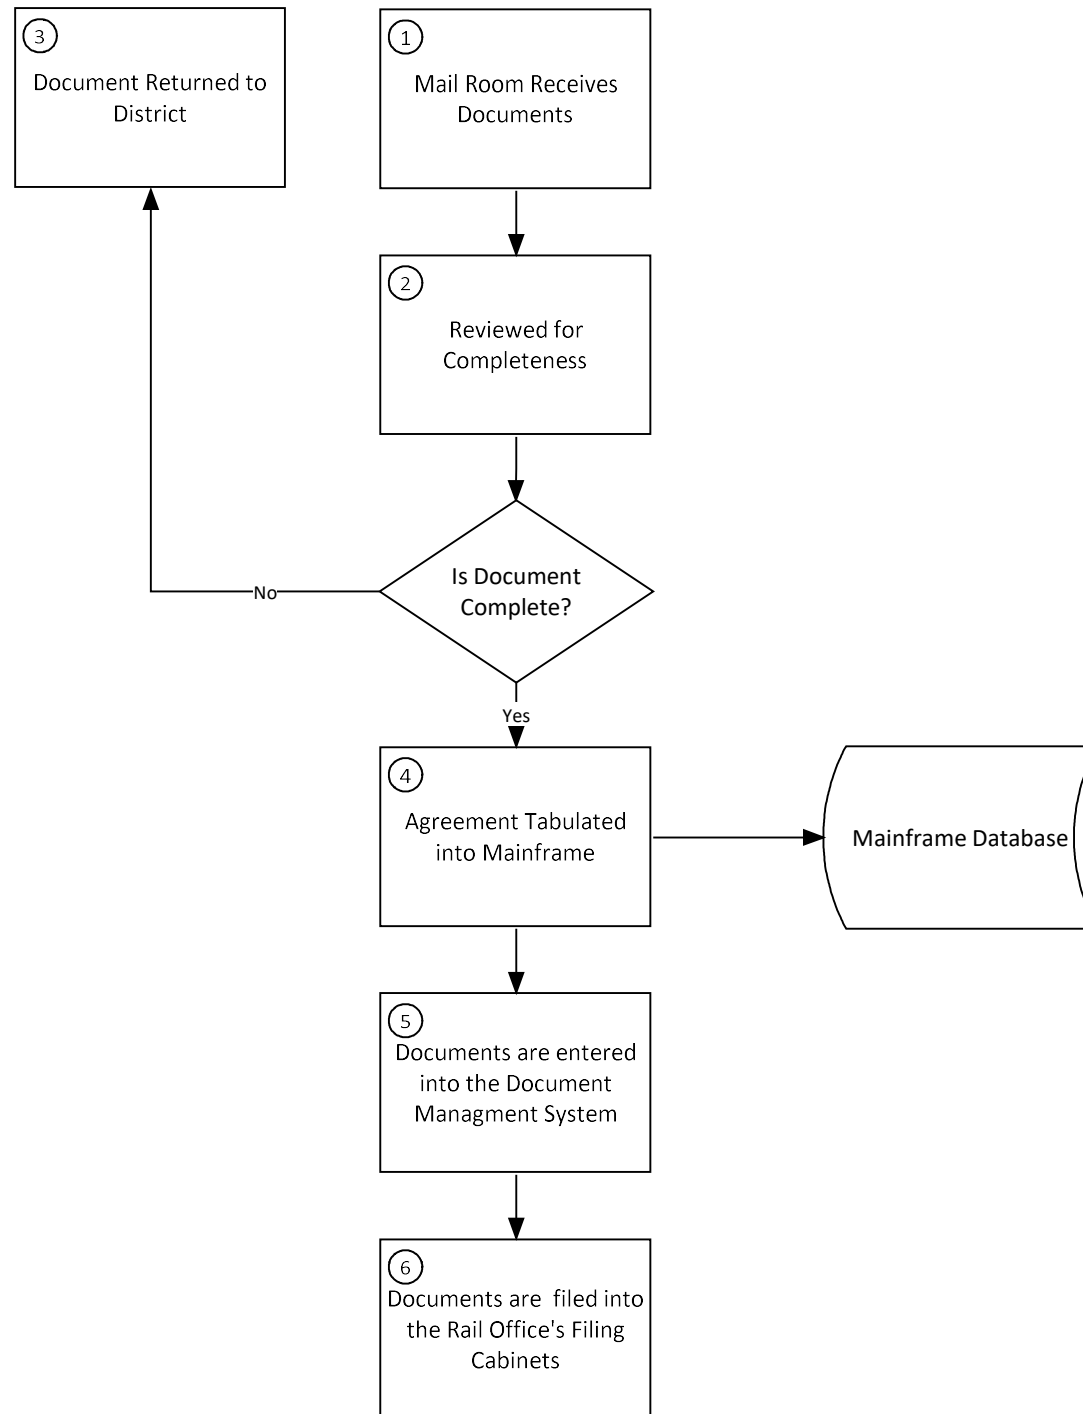 3
Document Returned to
District
1
Mail Room Receives
Documents
2
Reviewed for
Completeness
Is Document
Complete?
No
Yes
4
Agreement Tabulated
into Mainframe
Mainframe Database
5
Documents are entered
into the Document
Managment System
6
Documents are  filed into
the Rail Office's Filing
Cabinets